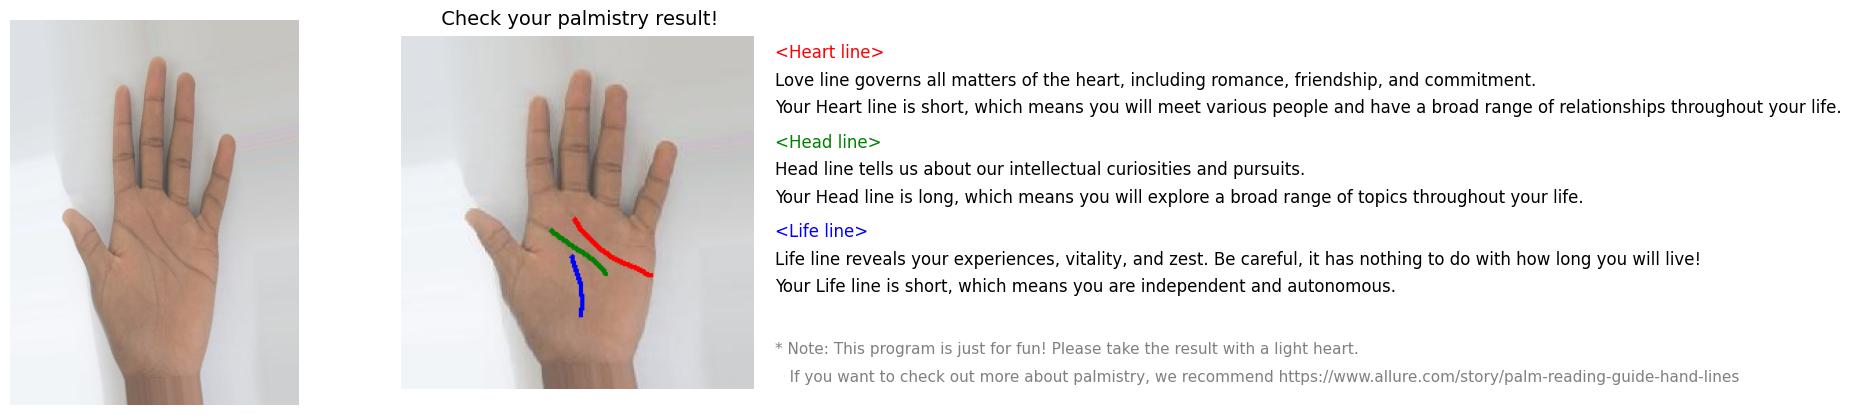 Check your palmistry result!
<Heart line>
Love line governs all matters of the heart, including romance, friendship, and commitment.
Your Heart line is short, which means you will meet various people and have a broad range of relationships throughout your life.
<Head line>
Head line tells us about our intellectual curiosities and pursuits.
Your Head line is long, which means you will explore a broad range of topics throughout your life.
<Life line>
Life line reveals your experiences, vitality, and zest. Be careful, it has nothing to do with how long you will live!
Your Life line is short, which means you are independent and autonomous.
* Note: This program is just for fun! Please take the result with a light heart.
If you want to check out more about palmistry, we recommend https://www.allure.com/story/palm-reading-guide-hand-lines